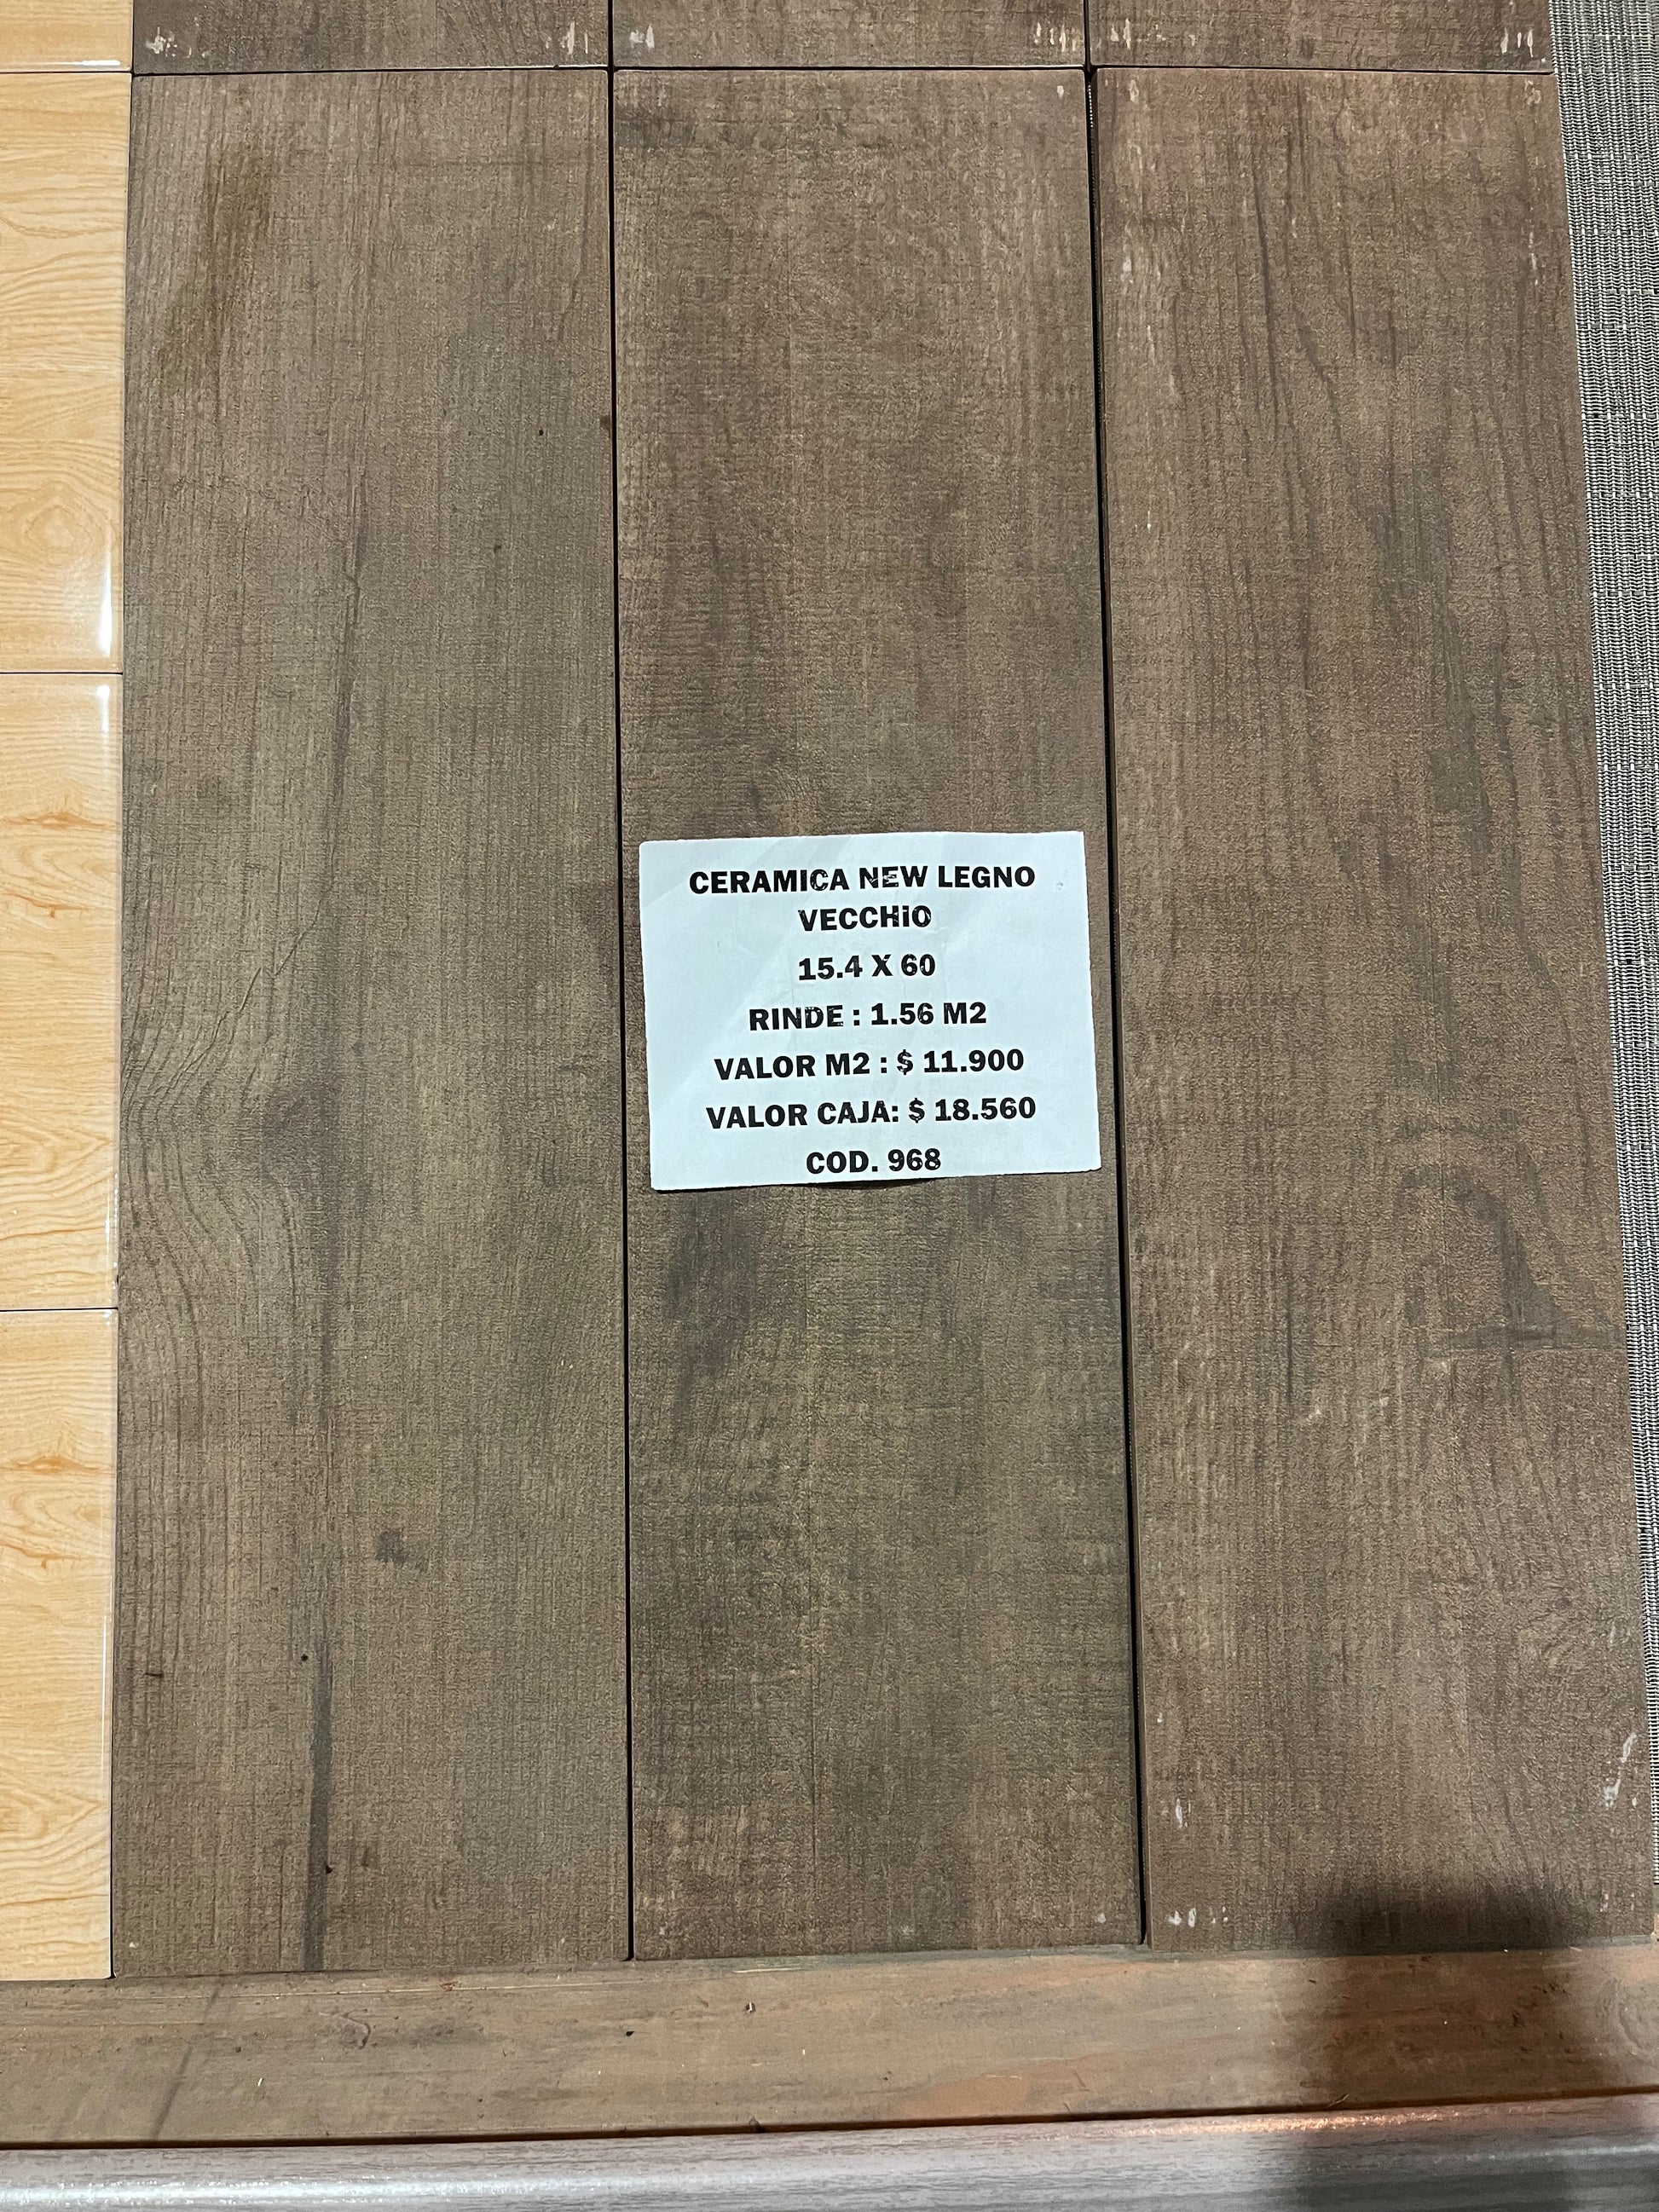 CERAMICA NEW LEGNO
VECCHiO
15.4 X 60
RINDE : 1.56 M2
VALOR M2 : $ 11.900
VALOR CAJA: $ 18.560
COD. 968